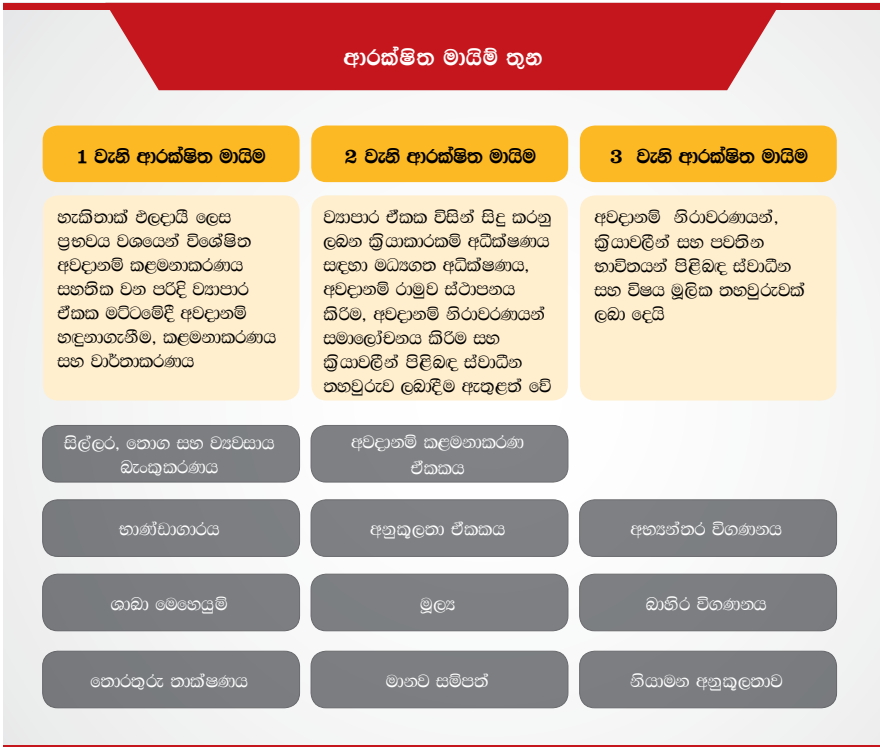 ආරක්ෂිත මායිම් තුන
1 වැනි ආරක්ෂිත මායිම
හැකිතාක් ඵලදායී ලෙස
ප්‍රභවය වශයෙන් විශේෂිත
අවදානම් කළමනාකරණය
සහතික වන පරිදි ව්‍යාපාර
ඒකක මට්ටමේදී අවදානම්
හඳුනාගැනීම, කළමනාකරණය
සහ වාර්තාකරණය
සිල්ලර, තොග සහ ව්‍යවසාය
බැංකුකරණය
භාණ්ඩාගාරය
ශාඛා මෙහෙයුම්
තොරතුරු තාක්ෂණය
2 වැනි ආරක්ෂිත මායිම
ව්‍යාපාර ඒකක විසින් සිදු කරනු
ලබන ක්‍රියාකාරකම් අධීක්ෂණය
සඳහා මධ්‍යගත අධික්ෂණය,
අවදානම් රාමුව ස්ථාපනය
කිරීම, අවදානම් නිරාවරණයන්
සමාලෝචනය කිරීම සහ
ක්‍රියාවලීන් පිළිබඳ ස්වාධීන
තහවුරුව ලබාදීම ඇතුළත් වේ
අවදානම් කළමනාකරණ
ඒකකය
අනුකූලතා ඒකකය
මූල්‍ය
මානව සම්පත්
3 වැනි ආරක්ෂිත මායිම
අවදානම් නිරාවරණයන්,
ක්‍රියාවලීන් සහ පවතින
භාවිතයන් පිළිබඳ ස්වාධීන
සහ විෂය මූලික තහවුරුවක්
ලබා දෙයි
අභ්‍යන්තර විගණනය
බාහිර විගණනය
නියාමන අනුකූලතාව